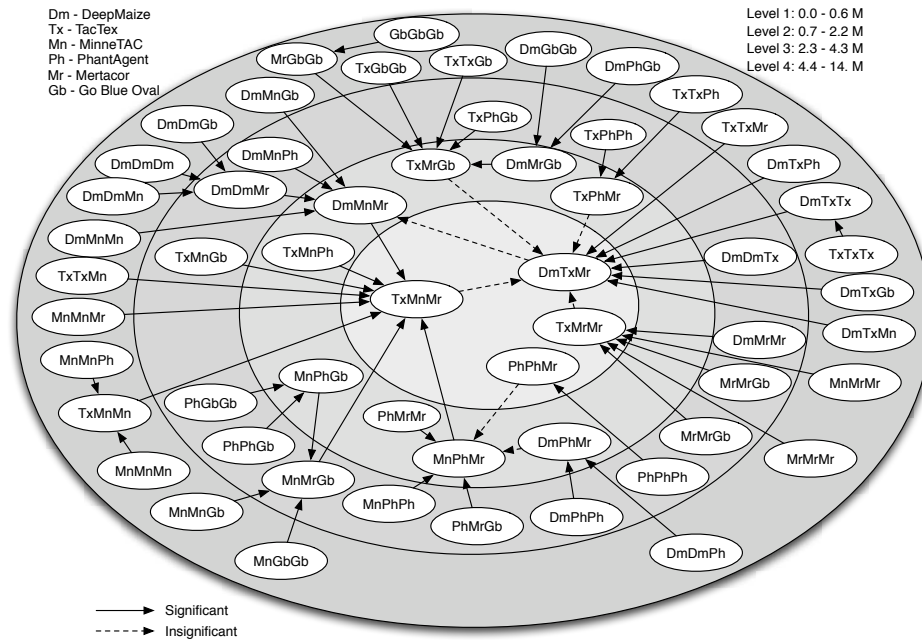 Dm - DeepMaize
Tx - TacTex
Mn - MinneTAC
Ph - PhantAgent
Mr - Mertacor
Gb - Go Blue Oval
Level 1: 0.0 - 0.6 M
Level 2: 0.7 - 2.2 M
Level 3: 2.3 - 4.3 M
Level 4: 4.4 - 14. M
GbGbGb
MrGbGb
TxGbGb
TxTxGb
DmGbGb
DmPhGb
DmMnGb
TxTxPh
DmDmGb
TxPhGb
TxPhPh
TxTxMr
DmDmDm
DmMnPh
TxMrGb
DmMrGb
DmTxPh
DmDmMn
DmDmMr
DmMnMr
TxPhMr
DmTxTx
DmMnMn
TxMnGb
TxMnPh
DmDmTx
TxTxTx
TxTxMn
DmTxMr
DmTxGb
MnMnMr
TxMnMr
TxMrMr
DmTxMn
DmMrMr
MnMnPh
MnPhGb
PhPhMr
MrMrGb
MnMrMr
PhGbGb
TxMnMn
PhMrMr
PhPhGb
DmPhMr
MrMrGb
MnMnMn
MnMrGb
MnPhMr
MrMrMr
PhPhPh
MnMnGb
MnPhPh
PhMrGb
DmPhPh
MnGbGb
DmDmPh
Significant
Insignificant